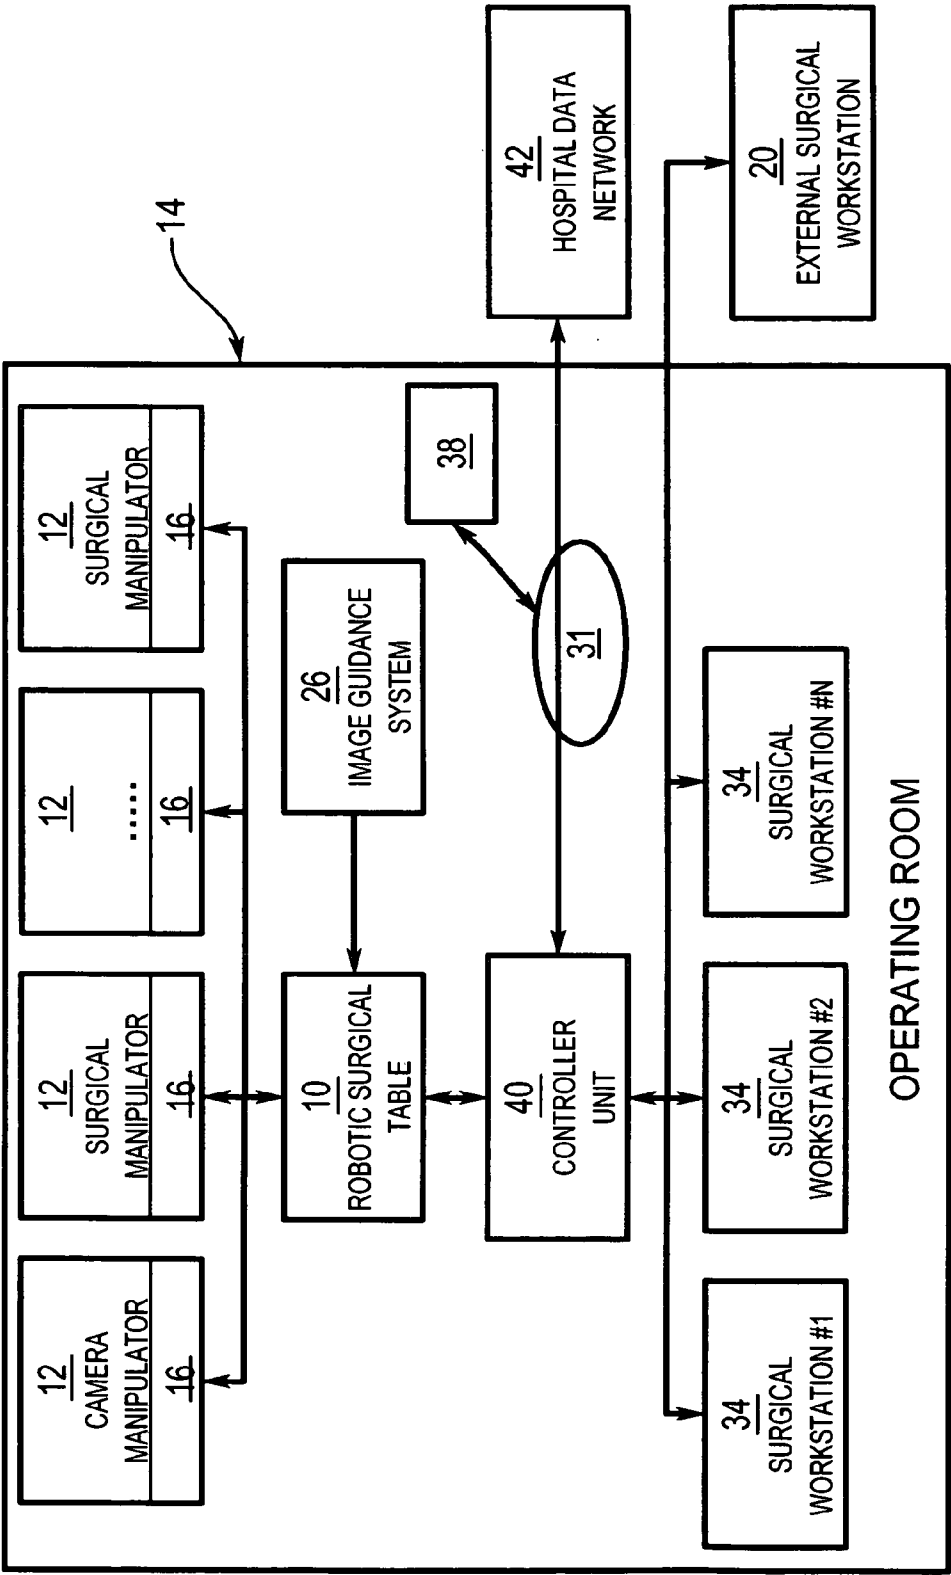 14
12
CAMERA
MANIPULATOR
16
12
SURGICAL
MANIPULATOR
16
12
.....
16
12
SURGICAL
MANIPULATOR
16
10
ROBOTIC SURGICAL
TABLE
26
IMAGE GUIDANCE
SYSTEM
38
40
CONTROLLER
UNIT
31
42
HOSPITAL DATA
NETWORK
34
SURGICAL
WORKSTATION #1
34
SURGICAL
WORKSTATION #2
34
SURGICAL
WORKSTATION #N
20
EXTERNAL SURGICAL
WORKSTATION
OPERATING ROOM